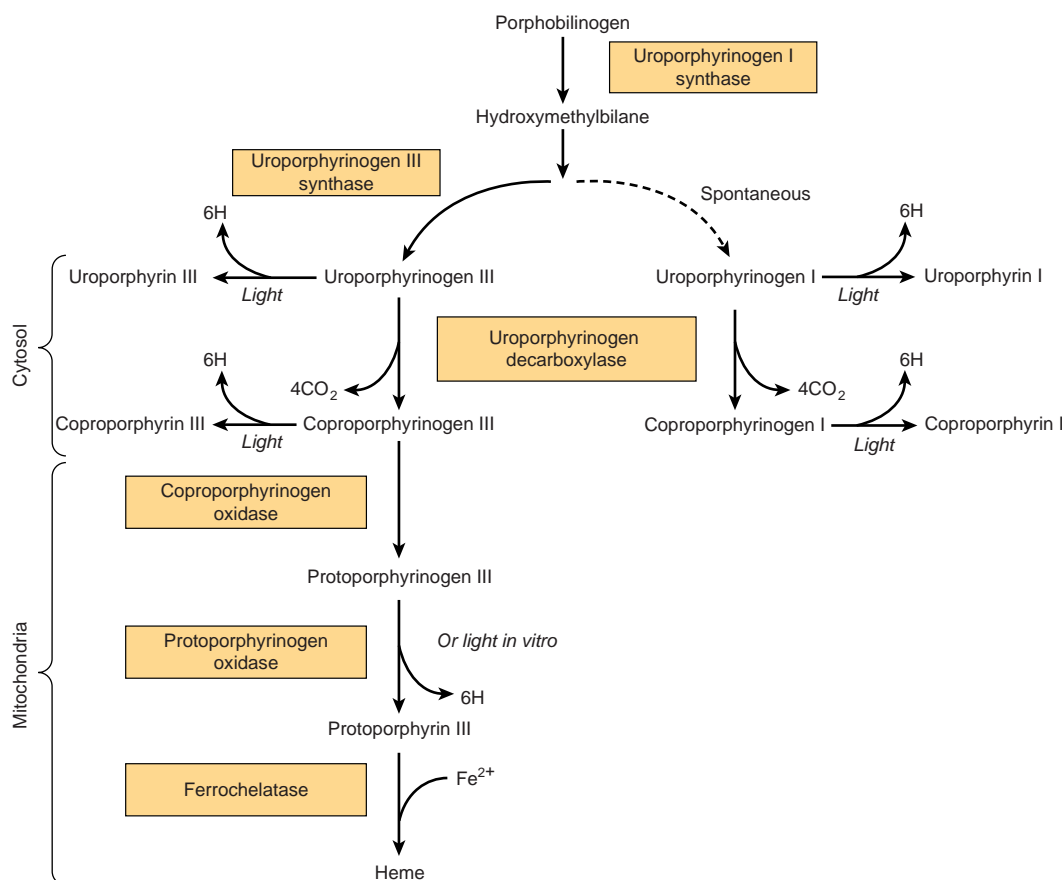 Porphobilinogen
Uroporphyrinogen I
synthase
Hydroxymethylbilane
Uroporphyrinogen III
synthase
Spontaneous
6H
6H
Uroporphyrin III
Light
Uroporphyrinogen III
Uroporphyrinogen I
Light
Uroporphyrin I
Uroporphyrinogen
decarboxylase
Cytosol
6H
4CO₂
4CO₂
6H
Coproporphyrin III
Light
Coproporphyrinogen III
Coproporphyrinogen I
Light
Coproporphyrin I
Coproporphyrinogen
oxidase
Protoporphyrinogen III
Mitochondria
Protoporphyrinogen
oxidase
Or light in vitro
6H
Protoporphyrin III
Ferrochelatase
Fe²⁺
Heme